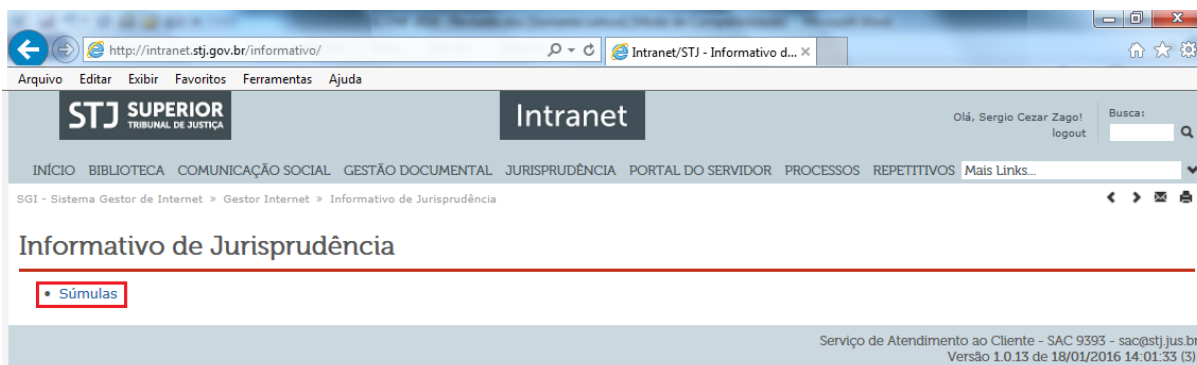 http://intranet.stj.gov.br/informativo/
Intranet/STJ - Informativo d...
Arquivo Editar Exibir Favoritos Ferramentas Ajuda
STJ SUPERIOR
TRIBUNAL DE JUSTIÇA
Intranet
Olá, Sergio Cezar Zago!
logout
Busca:
INÍCIO BIBLIOTECA COMUNICAÇÃO SOCIAL GESTÃO DOCUMENTAL JURISPRUDÊNCIA PORTAL DO SERVIDOR PROCESSOS REPETITIVOS Mais Links...
SGI - Sistema Gestor de Internet » Gestor Internet » Informativo de Jurisprudência
Informativo de Jurisprudência
• Súmulas
Serviço de Atendimento ao Cliente - SAC 9393 - sac@stj.jus.br
Versão 1.0.13 de 18/01/2016 14:01:33 (3)